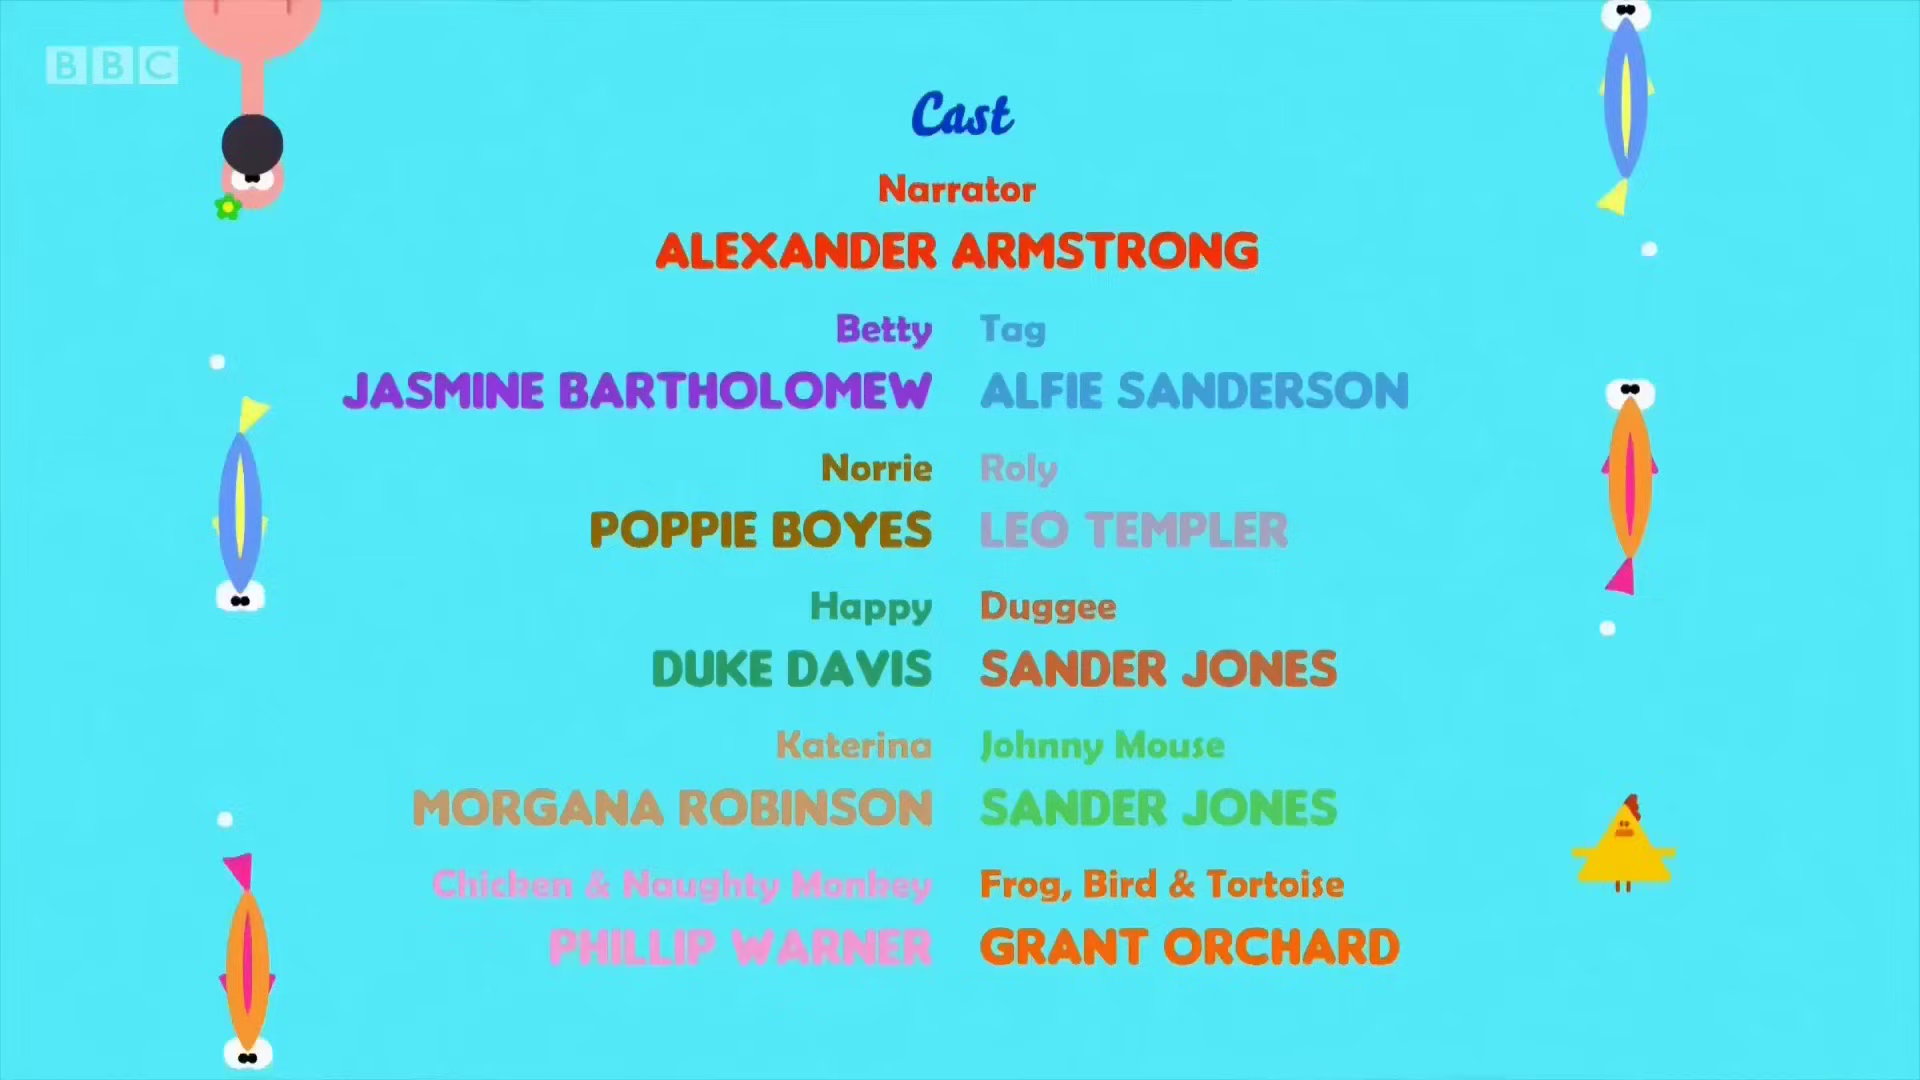 BBC
Cast
Narrator
ALEXANDER ARMSTRONG
Betty Tag
JASMINE BARTHOLOMEW ALFIE SANDERSON
Norrie Roly
POPPIE BOYES LEO TEMPLER
Happy Duggee
DUKE DAVIS SANDER JONES
Katerina Johnny Mouse
MORGANA ROBINSON SANDER JONES
Chicken & Naughty Monkey Frog, Bird & Tortoise
PHILLIP WARNER GRANT ORCHARD